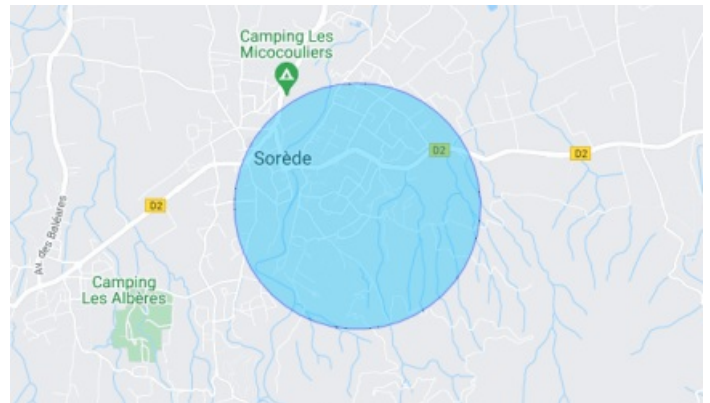 Camping Les
Micocouliers
Sorède
D2
D2
D2
Av. des Baléares
Camping
Les Albères